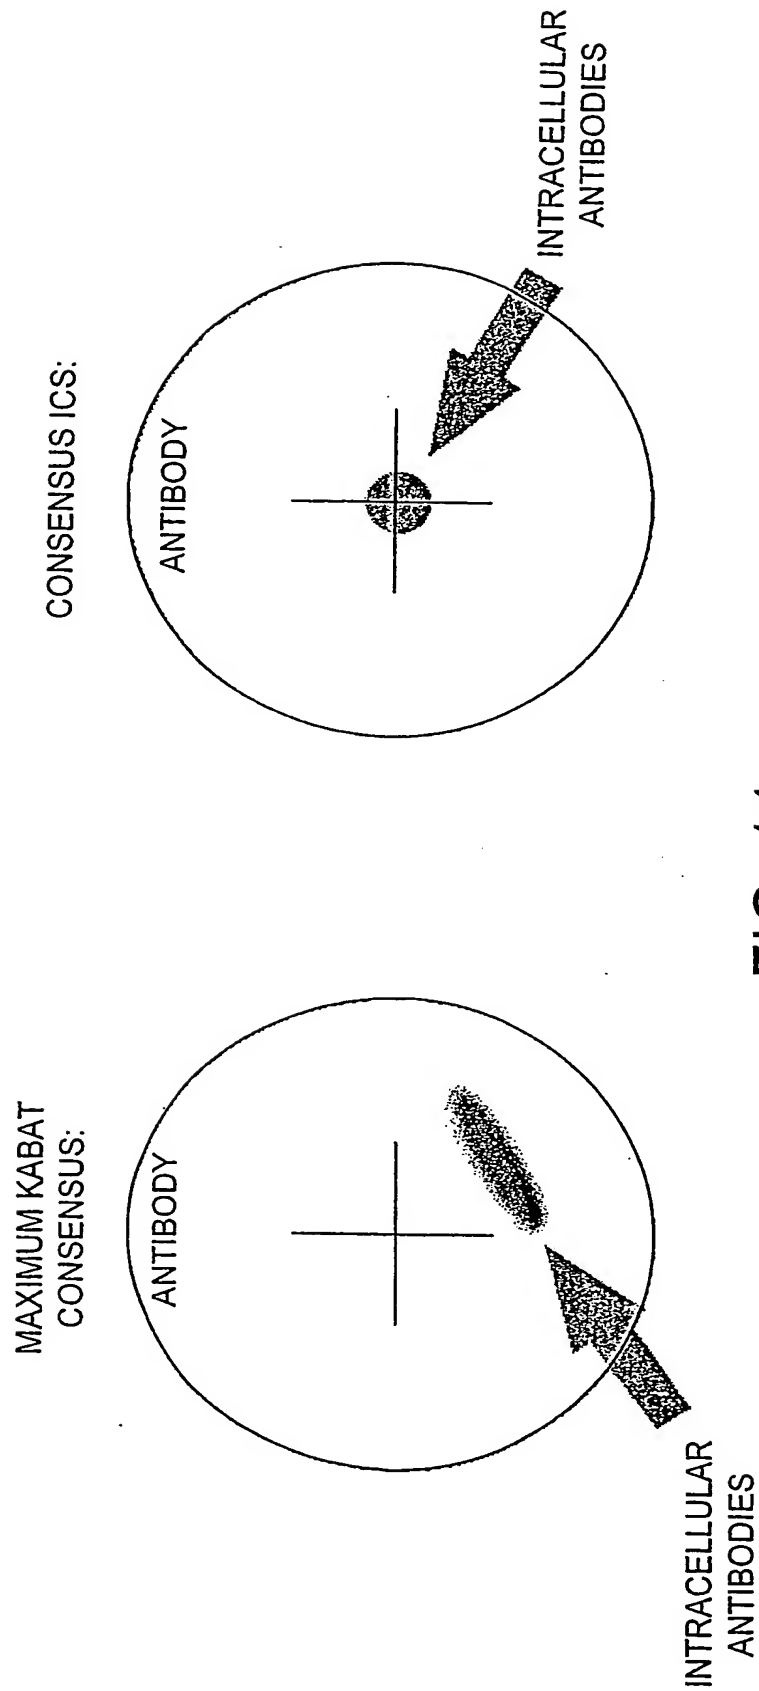 MAXIMUM KABAT
CONSENSUS:
ANTIBODY
INTRACELLULAR
ANTIBODIES
CONSENSUS ICS:
ANTIBODY
INTRACELLULAR
ANTIBODIES